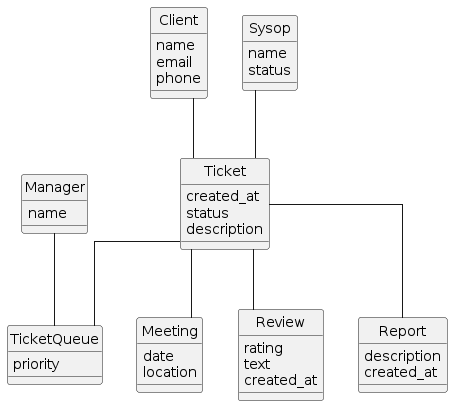 Client
name
email
phone
Sysop
name
status
Ticket
created_at
status
description
Manager
name
TicketQueue
priority
Meeting
date
location
Review
rating
text
created_at
Report
description
created_at